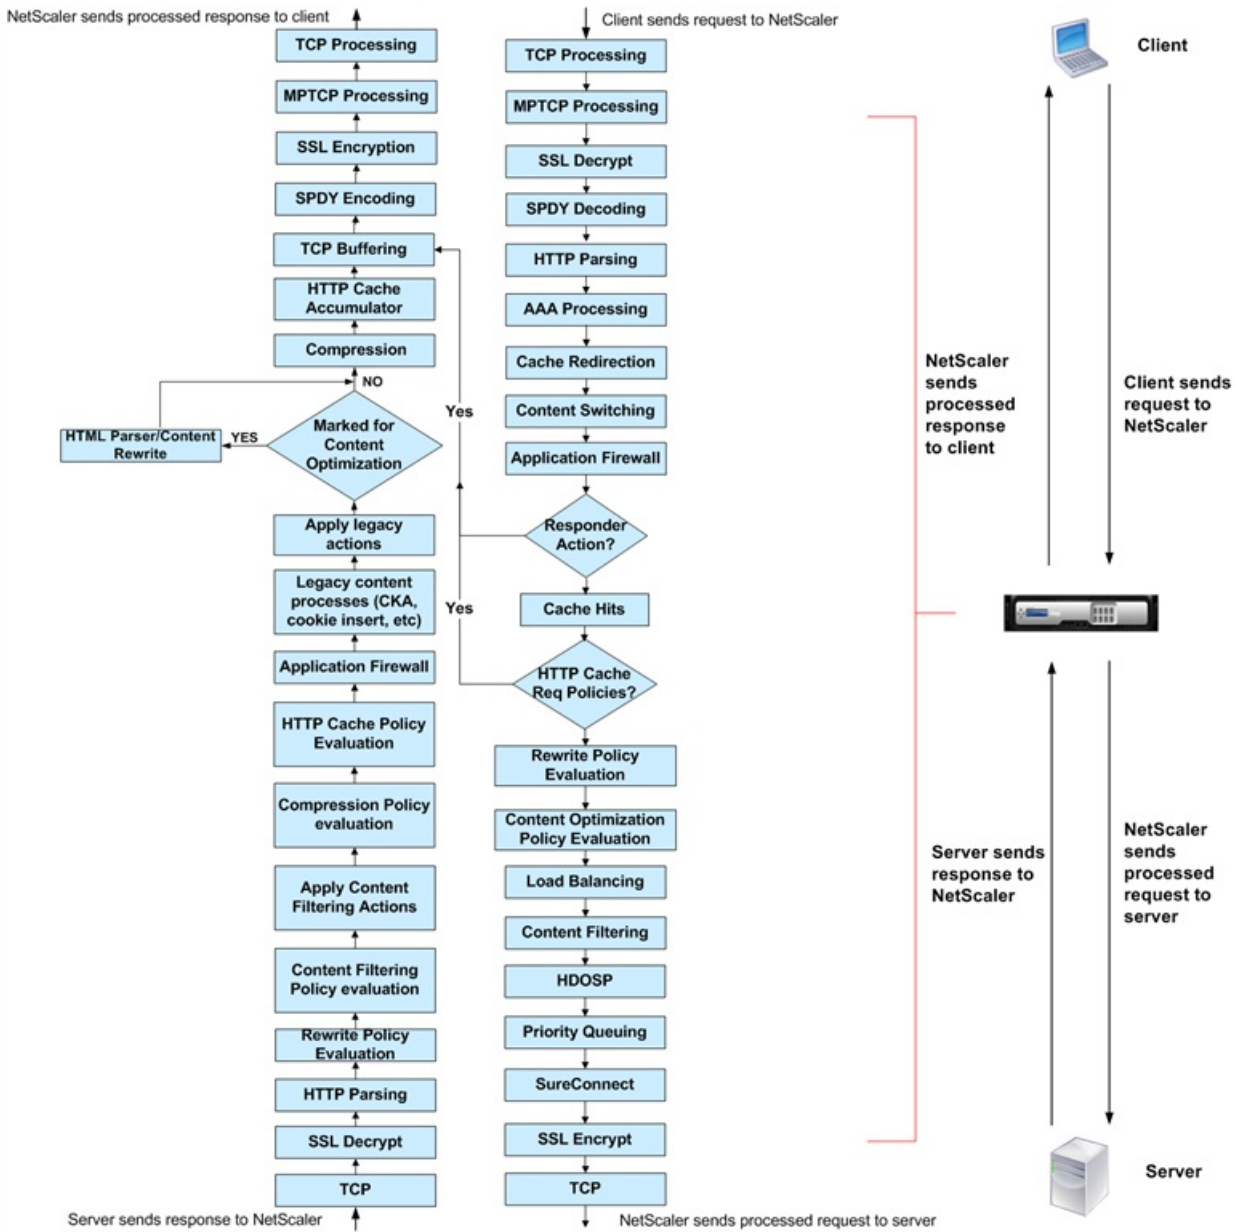 NetScaler sends processed response to client
TCP Processing
MPTCP Processing
SSL Encryption
SPDY Encoding
TCP Buffering
HTTP Cache
Accumulator
Compression
NO
Marked for
Content
Optimization
YES
HTML Parser/Content
Rewrite
Apply legacy
actions
Legacy content
processes (CKA,
cookie insert, etc)
Application Firewall
HTTP Cache Policy
Evaluation
Compression Policy
evaluation
Apply Content
Filtering Actions
Content Filtering
Policy evaluation
Rewrite Policy
Evaluation
HTTP Parsing
SSL Decrypt
TCP
Server sends response to NetScaler
Client sends request to NetScaler
TCP Processing
MPTCP Processing
SSL Decrypt
SPDY Decoding
HTTP Parsing
AAA Processing
Cache Redirection
Content Switching
Application Firewall
Yes
Responder
Action?
Cache Hits
Yes
HTTP Cache
Req Policies?
Rewrite Policy
Evaluation
Content Optimization
Policy Evaluation
Load Balancing
Content Filtering
HDOSP
Priority Queuing
SureConnect
SSL Encrypt
TCP
NetScaler sends processed request to server
Client
NetScaler
sends
processed
response
to client
Client sends
request to
NetScaler
Server sends
response to
NetScaler
NetScaler
sends
processed
request to
server
Server